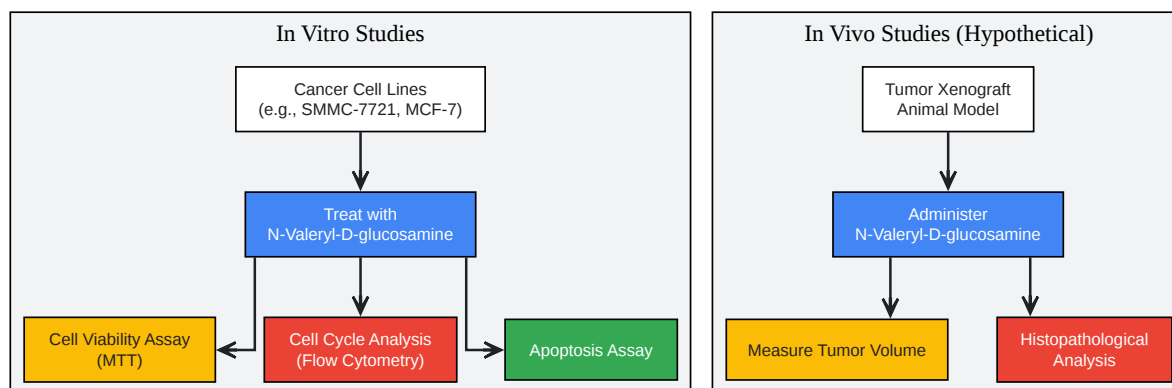 In Vitro Studies
Cancer Cell Lines
(e.g., SMMC-7721, MCF-7)
Treat with
N-Valeryl-D-glucosamine
Cell Viability Assay
(MTT)
Cell Cycle Analysis
(Flow Cytometry)
Apoptosis Assay
In Vivo Studies (Hypothetical)
Tumor Xenograft
Animal Model
Administer
N-Valeryl-D-glucosamine
Measure Tumor Volume
Histopathological
Analysis